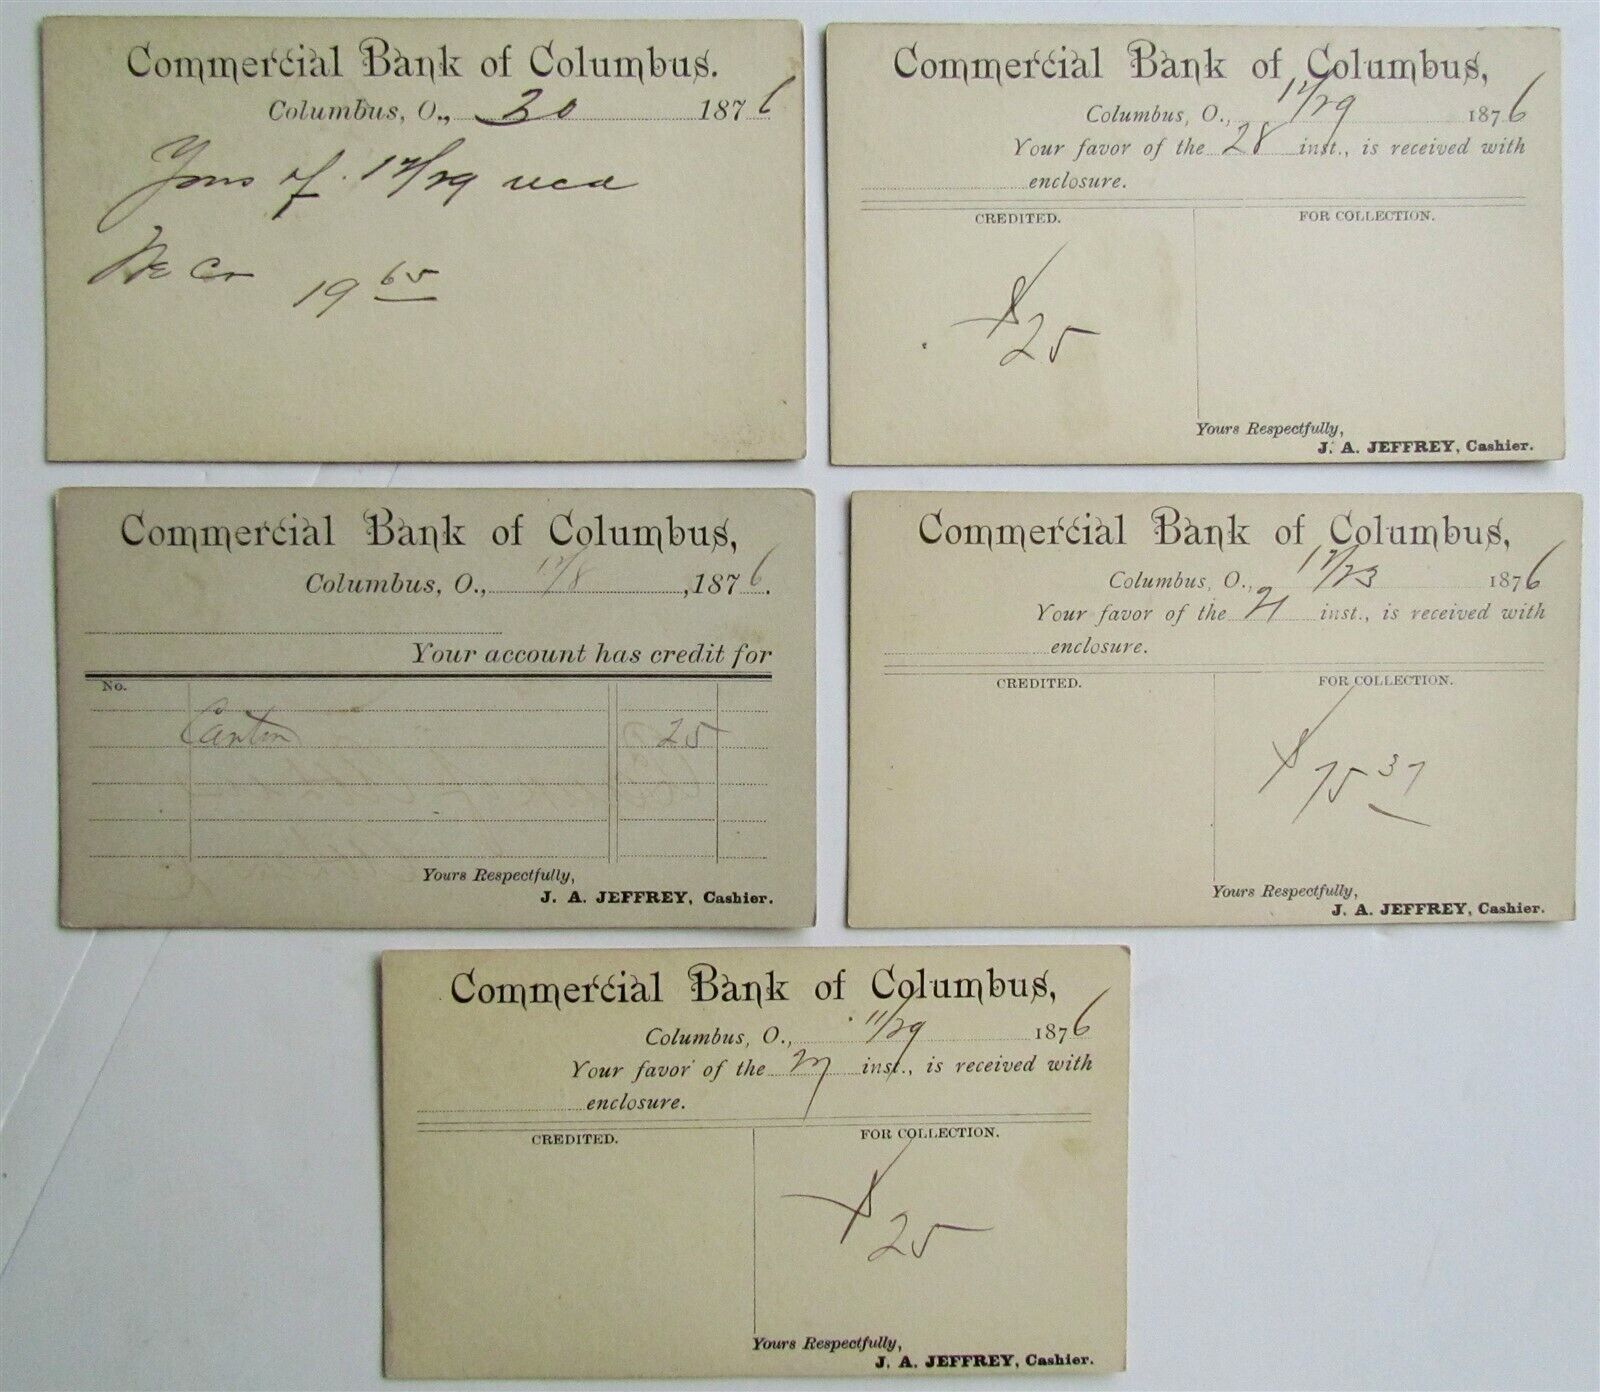 Commercial Bank of Columbus.
Columbus, O., 30 1876
Yours of 12/29 recd
We Cr 19 65
Commercial Bank of Columbus,
Columbus, O., 12/29 1876
Your favor of the 28 inst., is received with
enclosure.
CREDITED. FOR COLLECTION.
$25
Yours Respectfully,
J. A. JEFFREY, Cashier.
Commercial Bank of Columbus,
Columbus, O., 12/8, 1876.
Your account has credit for
No.
Canton 25
Yours Respectfully,
J. A. JEFFREY, Cashier.
Commercial Bank of Columbus,
Columbus, O., 12/23 1876
Your favor of the 21 inst., is received with
enclosure.
CREDITED. FOR COLLECTION.
$75 37
Yours Respectfully,
J. A. JEFFREY, Cashier.
Commercial Bank of Columbus,
Columbus, O., 11/29 1876
Your favor of the 27 inst., is received with
enclosure.
CREDITED. FOR COLLECTION.
$25
Yours Respectfully,
J. A. JEFFREY, Cashier.